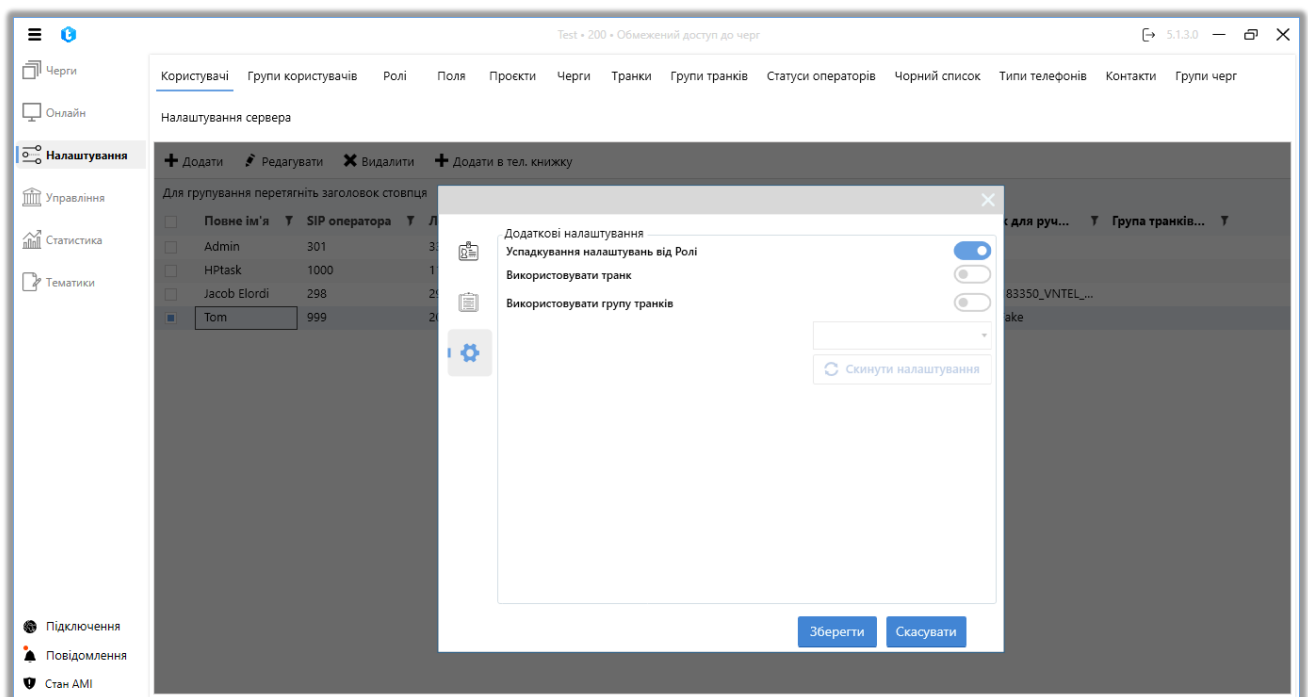 Test • 200 • Обмежений доступ до черг 5.1.3.0
Черги
Онлайн
Налаштування
Управління
Статистика
Тематики
Підключення
Повідомлення
Стан AMI
Користувачі Групи користувачів Ролі Поля Проєкти Черги Транки Групи транків Статуси операторів Чорний список Типи телефонів Контакти Групи черг
Налаштування сервера
Додати Редагувати Видалити Додати в тел. книжку
Для групування перетягніть заголовок стовпця
Повне ім'я SIP оператора для руч... Група транків...
Admin 301
HPtask 1000
Jacob Elordi 298 83350_VNTEL_...
Tom 999 ake
Додаткові налаштування
Успадкування налаштувань від Ролі
Використовувати транк
Використовувати групу транків
Скинути налаштування
Зберегти Скасувати